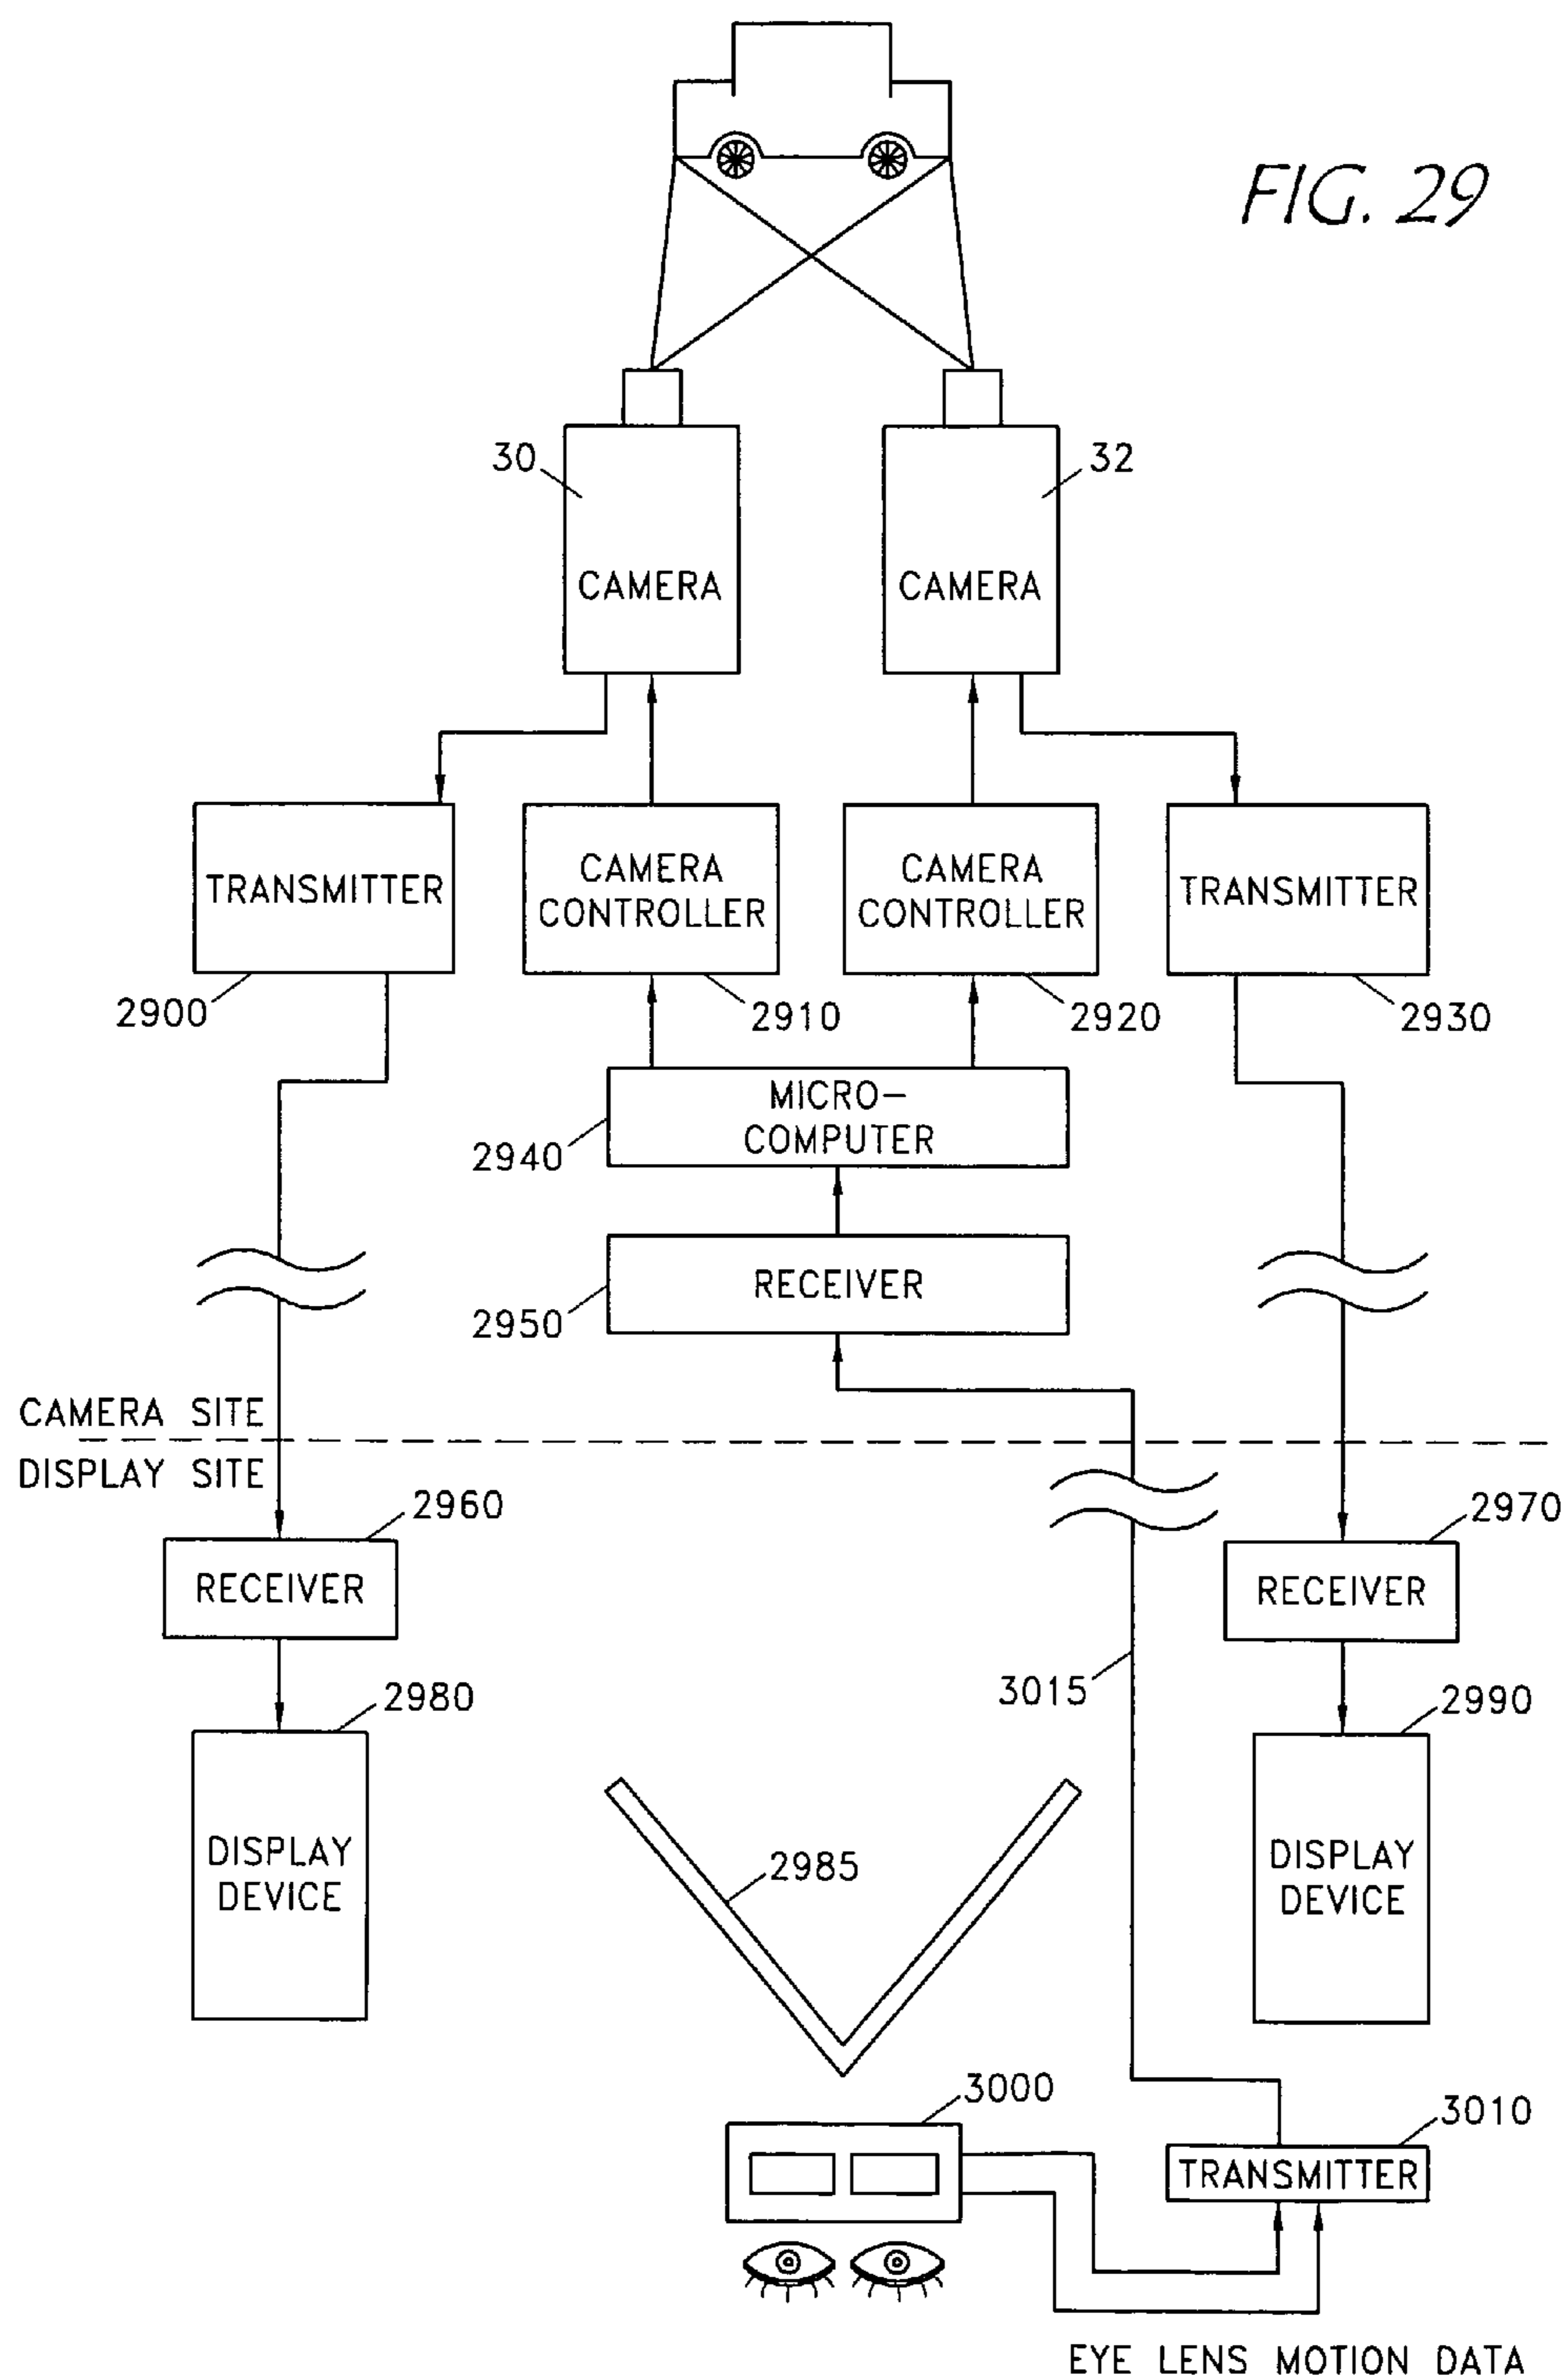 FIG. 29
30
32
CAMERA
CAMERA
TRANSMITTER
CAMERA
CONTROLLER
CAMERA
CONTROLLER
TRANSMITTER
2900
2910
2920
2930
MICRO-
COMPUTER
2940
RECEIVER
2950
CAMERA SITE
DISPLAY SITE
2960
2970
RECEIVER
RECEIVER
3015
2980
2990
DISPLAY
DEVICE
2985
DISPLAY
DEVICE
3000
3010
TRANSMITTER
EYE LENS MOTION DATA